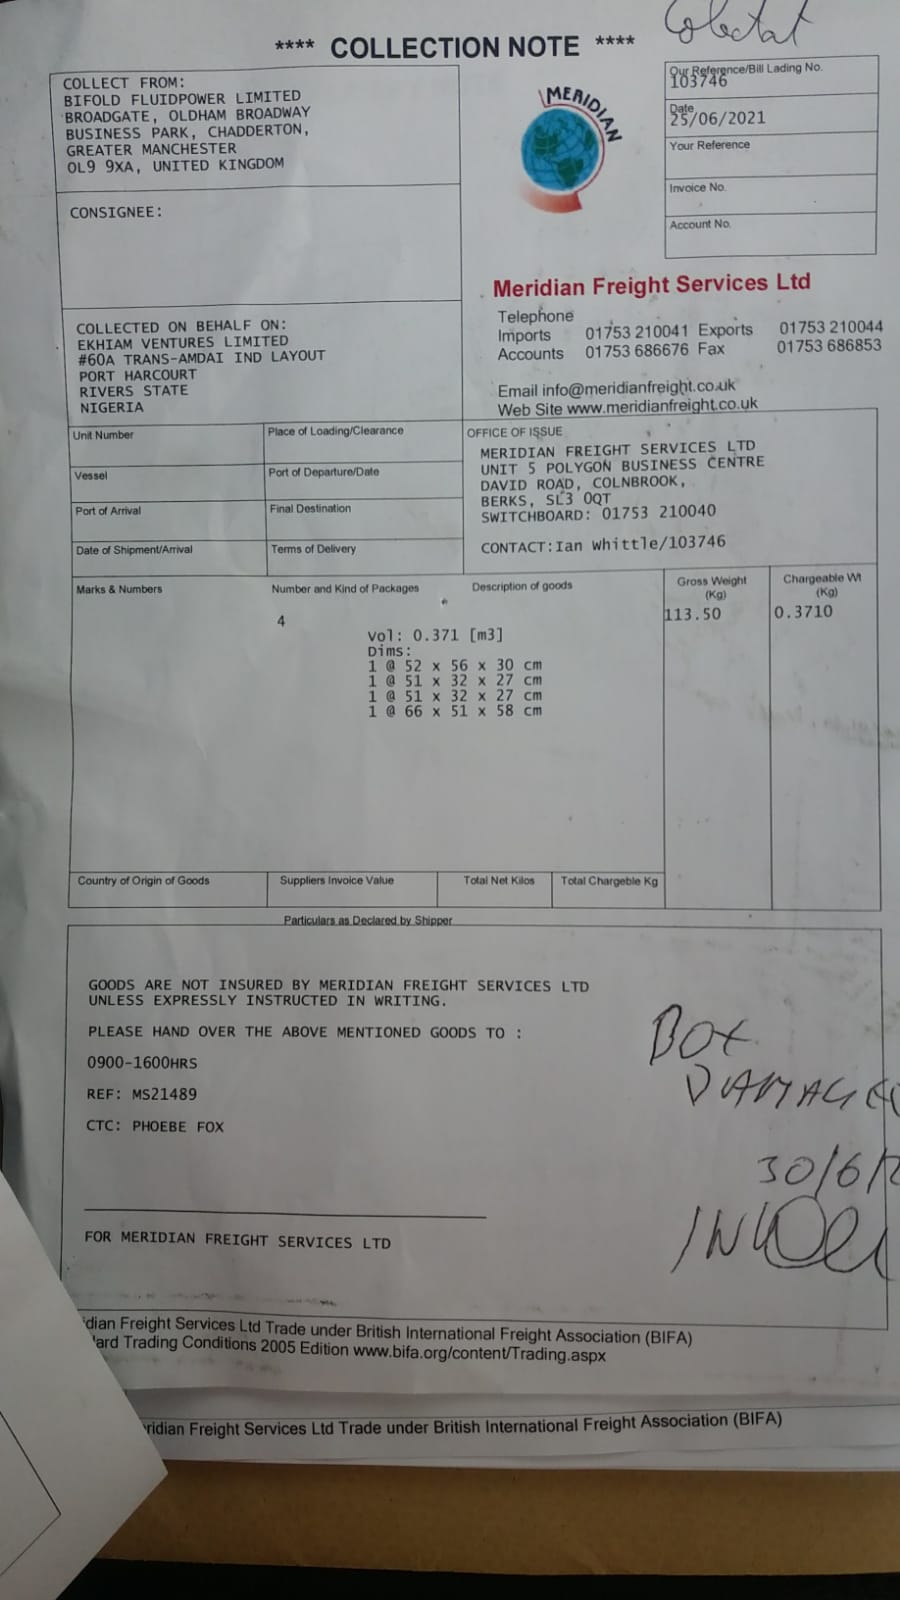 **** COLLECTION NOTE ****
COLLECT FROM:
BIFOLD FLUIDPOWER LIMITED
BROADGATE, OLDHAM BROADWAY
BUSINESS PARK, CHADDERTON,
GREATER MANCHESTER
OL9 9XA, UNITED KINGDOM
CONSIGNEE:
COLLECTED ON BEHALF ON:
EKHIAM VENTURES LIMITED
#60A TRANS-AMDAI IND LAYOUT
PORT HARCOURT
RIVERS STATE
NIGERIA
MERIDIAN
Our Reference/Bill Lading No.
103746
Date
25/06/2021
Your Reference
Invoice No.
Account No.
Meridian Freight Services Ltd
Telephone
Imports 01753 210041 Exports 01753 210044
Accounts 01753 686676 Fax 01753 686853
Email info@meridianfreight.co.uk
Web Site www.meridianfreight.co.uk
Unit Number
Place of Loading/Clearance
Vessel
Port of Departure/Date
Port of Arrival
Final Destination
Date of Shipment/Arrival
Terms of Delivery
OFFICE OF ISSUE
MERIDIAN FREIGHT SERVICES LTD
UNIT 5 POLYGON BUSINESS CENTRE
DAVID ROAD, COLNBROOK,
BERKS, SL3 0QT
SWITCHBOARD: 01753 210040
CONTACT:Ian Whittle/103746
Marks & Numbers
Number and Kind of Packages
Description of goods
Gross Weight
(Kg)
Chargeable Wt
(Kg)
4
113.50
0.3710
Vol: 0.371 [m3]
Dims:
1 @ 52 x 56 x 30 cm
1 @ 51 x 32 x 27 cm
1 @ 51 x 32 x 27 cm
1 @ 66 x 51 x 58 cm
Country of Origin of Goods
Suppliers Invoice Value
Total Net Kilos
Total Chargeble Kg
Particulars as Declared by Shipper
GOODS ARE NOT INSURED BY MERIDIAN FREIGHT SERVICES LTD
UNLESS EXPRESSLY INSTRUCTED IN WRITING.
PLEASE HAND OVER THE ABOVE MENTIONED GOODS TO :
0900-1600HRS
REF: MS21489
CTC: PHOEBE FOX
BOX
DAMAGE
30/6/2
FOR MERIDIAN FREIGHT SERVICES LTD
dian Freight Services Ltd Trade under British International Freight Association (BIFA)
ard Trading Conditions 2005 Edition www.bifa.org/content/Trading.aspx
ridian Freight Services Ltd Trade under British International Freight Association (BIFA)